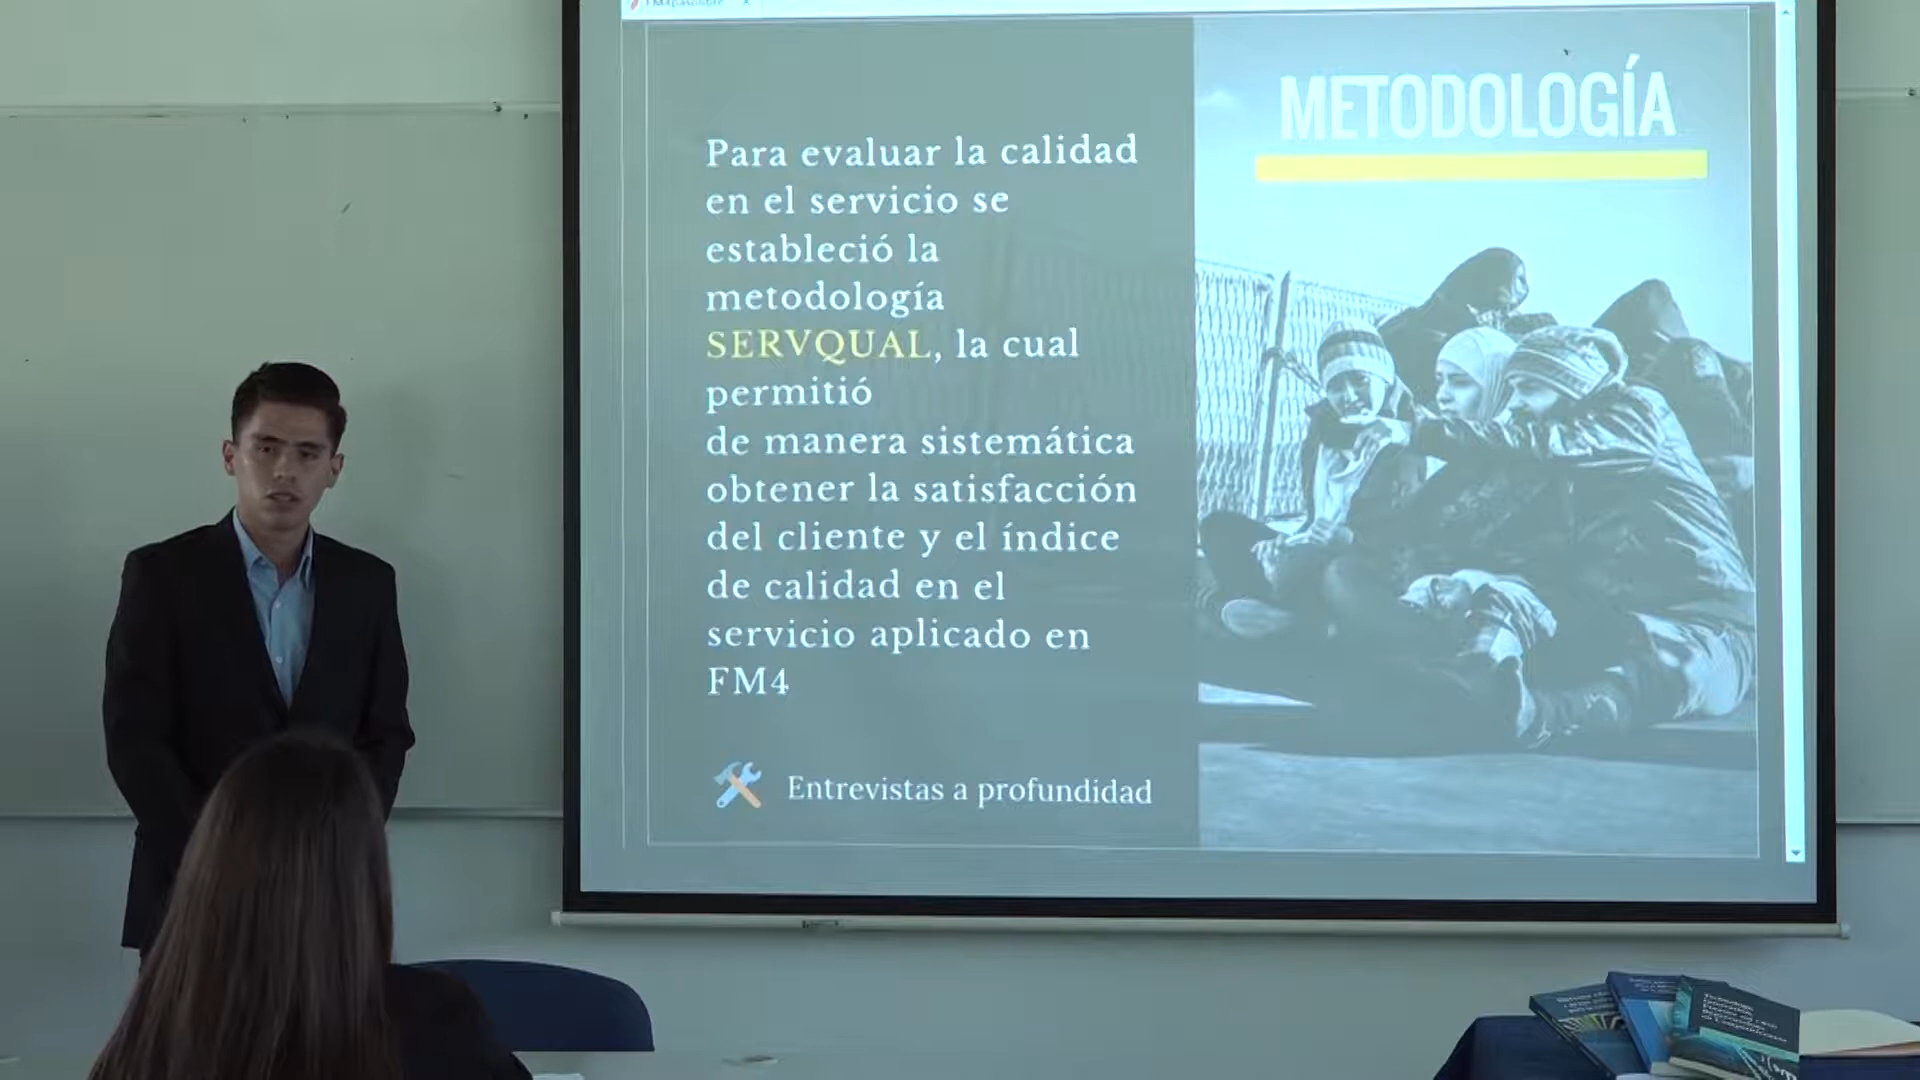 METODOLOGÍA
Para evaluar la calidad
en el servicio se
estableció la
metodología
SERVQUAL, la cual
permitió
de manera sistemática
obtener la satisfacción
del cliente y el índice
de calidad en el
servicio aplicado en
FM4
Entrevistas a profundidad